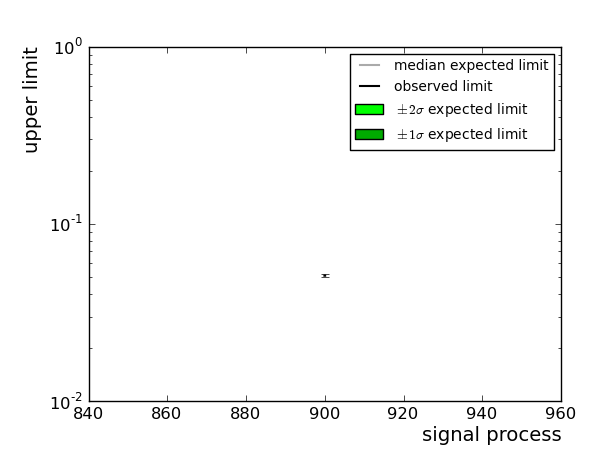 upper limit
10^0
10^-1
10^-2
median expected limit
observed limit
±2σ expected limit
±1σ expected limit
840 860 880 900 920 940 960
signal process